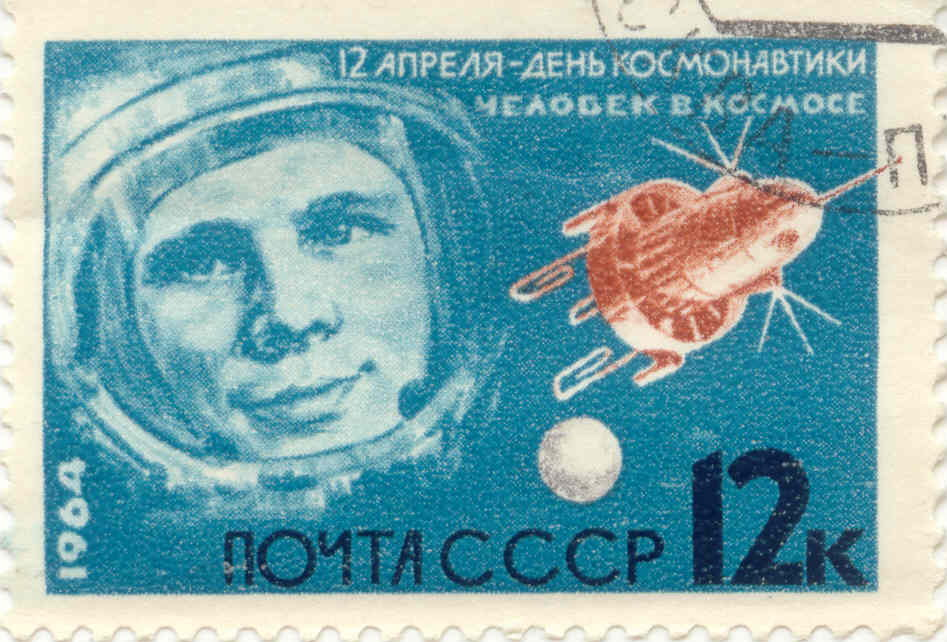 12 АПРЕЛЯ-ДЕНЬ КОСМОНАВТИКИ
ЧЕЛОВЕК В КОСМОСЕ
П
1964
ПОЧТА СССР
12к